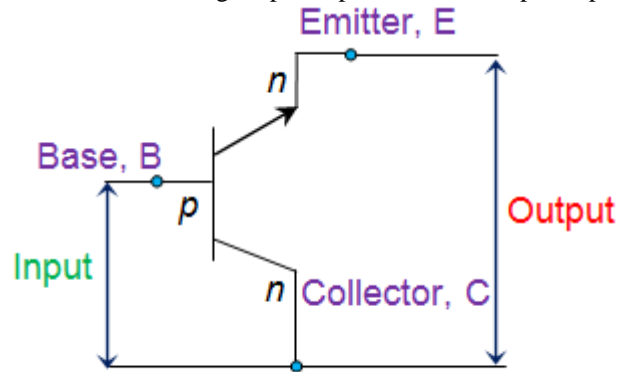 Emitter, E
n
Base, B
p
Output
Input
n
Collector, C